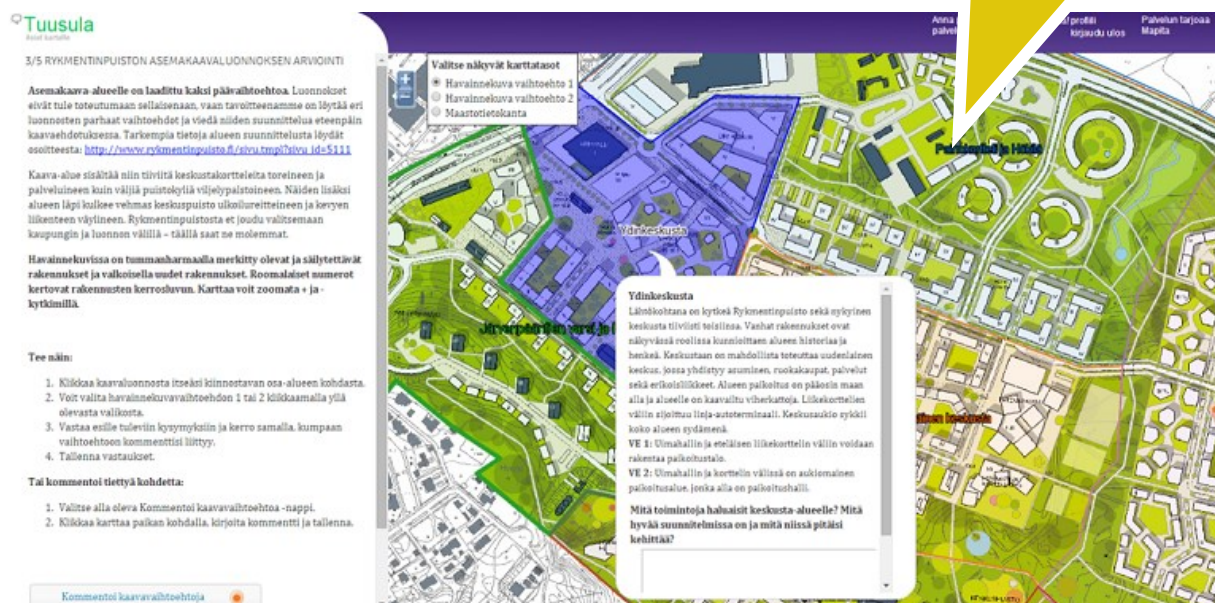 Tuusula
Anna p
palvel
profiili
kirjaudu ulos
Palvelun tarjoaa
Mapita
3/5 RYKMENTINPUISTON ASEMAKAAVALUONNOKSEN ARVIOINTI
Asemakaava-alueelle on laadittu kaksi päävaihtoehtoa. Luonnokset
eivät tule toteutumaan sellaisenaan, vaan tavoitteenamme on löytää eri
luonnosten parhaat vaihtoehdot ja viedä niiden suunnittelua eteenpäin
kaavaehdotuksessa. Tarkempia tietoja alueen suunnittelusta löydät
osoitteesta: http://www.rykmentinpuisto.fi/sivu.tmpl?sivu_id=5111
Kaava-alue sisältää niin tiiviitä keskustakortteleita toreineen ja
palveluineen kuin väljiä puistokyliä viljelypalstoineen. Näiden lisäksi
alueen läpi kulkee vehmas keskuspuisto ulkoilureitteineen ja kevyen
liikenteen väylineen. Rykmentinpuistosta et joudu valitsemaan
kaupungin ja luonnon välillä – täällä saat ne molemmat.
Havainnekuvissa on tummanharmaalla merkitty olevat ja säilytettävät
rakennukset ja valkoisella uudet rakennukset. Roomalaiset numerot
kertovat rakennusten kerrosluvun. Karttaa voit zoomata + ja -
kytkimillä.
Tee näin:
1. Klikkaa kaavaluonnosta itseäsi kiinnostavan osa-alueen kohdasta.
2. Voit valita havainnekuvavaihtoehdon 1 tai 2 klikkaamalla yllä
olevasta valikosta.
3. Vastaa esille tuleviin kysymyksiin ja kerro samalla, kumpaan
vaihtoehtoon kommenttisi liittyy.
4. Tallenna vastaukset.
Tai kommentoi tiettyä kohdetta:
1. Valitse alla oleva Kommentoi kaavavaihtoehtoa -nappi.
2. Klikkaa karttaa paikan kohdalla, kirjoita kommentti ja tallenna.
Kommentoi kaavavaihtoehtoja
Valitse näkyvät karttatasot
Havainnekuva vaihtoehto 1
Havainnekuva vaihtoehto 2
Maastotietokanta
Ydinkeskusta
Ydinkeskusta
Lähtökohtana on kytkeä Rykmentinpuisto sekä nykyinen
keskusta tiiviisti toisiinsa. Vanhat rakennukset ovat
näkyvässä roolissa kunnioittaen alueen historiaa ja
henkeä. Keskustaan on mahdollista toteuttaa uudenlainen
keskus, jossa yhdistyy asuminen, ruokakaupat, palvelut
sekä erikoisliikkeet. Alueen paikoitus on pääosin maan
alla ja alueelle on kaavailtu viherkattoja. Liikekorttelien
väliin sijoittuu linja-autoterminaali. Keskusaukio sykkii
koko alueen sydämenä.
VE 1: Uimahallin ja eteläisen liikekorttelin väliin voidaan
rakentaa paikoitustalo.
VE 2: Uimahallin ja korttelin välissä on aukiomainen
paikoitusalue, jonka alla on paikoitushalli.
Mitä toimintoja haluaisit keskusta-alueelle? Mitä
hyvää suunnitelmissa on ja mitä niissä pitäisi
kehittää?
inen keskusta